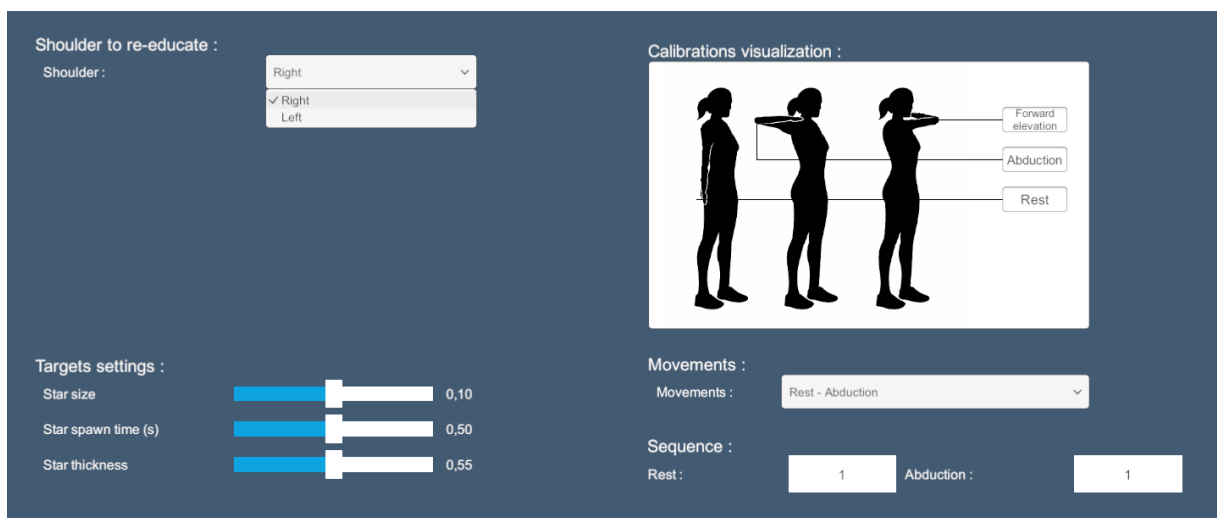 Shoulder to re-educate :
Shoulder :
Right
Right
Left
Calibrations visualization :
Forward
elevation
Abduction
Rest
Targets settings :
Star size
0,10
Star spawn time (s)
0,50
Star thickness
0,55
Movements :
Movements :
Rest - Abduction
Sequence :
Rest :
1
Abduction :
1